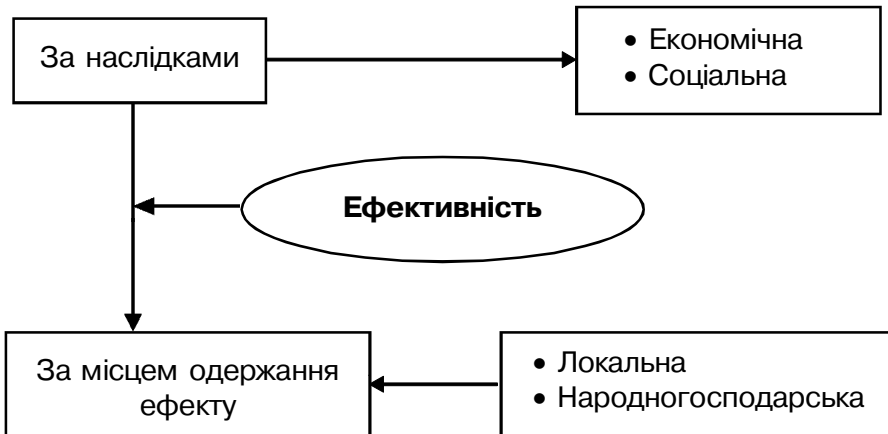 За наслідками
• Економічна
• Соціальна
Ефективність
За місцем одержання
ефекту
• Локальна
• Народногосподарська